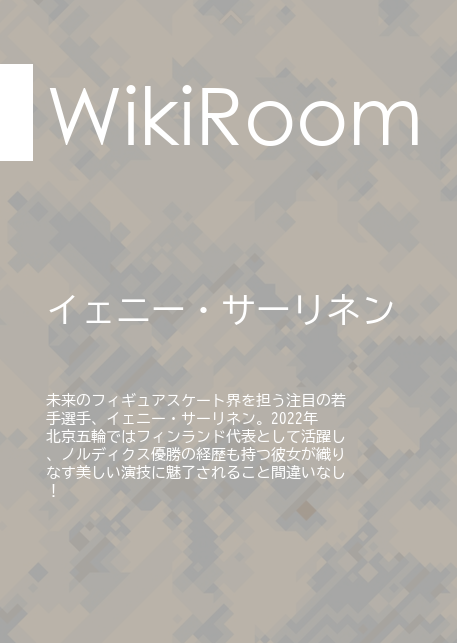 WikiRoom
イェニー・サーリネン
未来のフィギュアスケート界を担う注目の若
手選手、イェニー・サーリネン。2022年
北京五輪ではフィンランド代表として活躍し
、ノルディクス優勝の経歴も持つ彼女が織り
なす美しい演技に魅了されること間違いなし
！